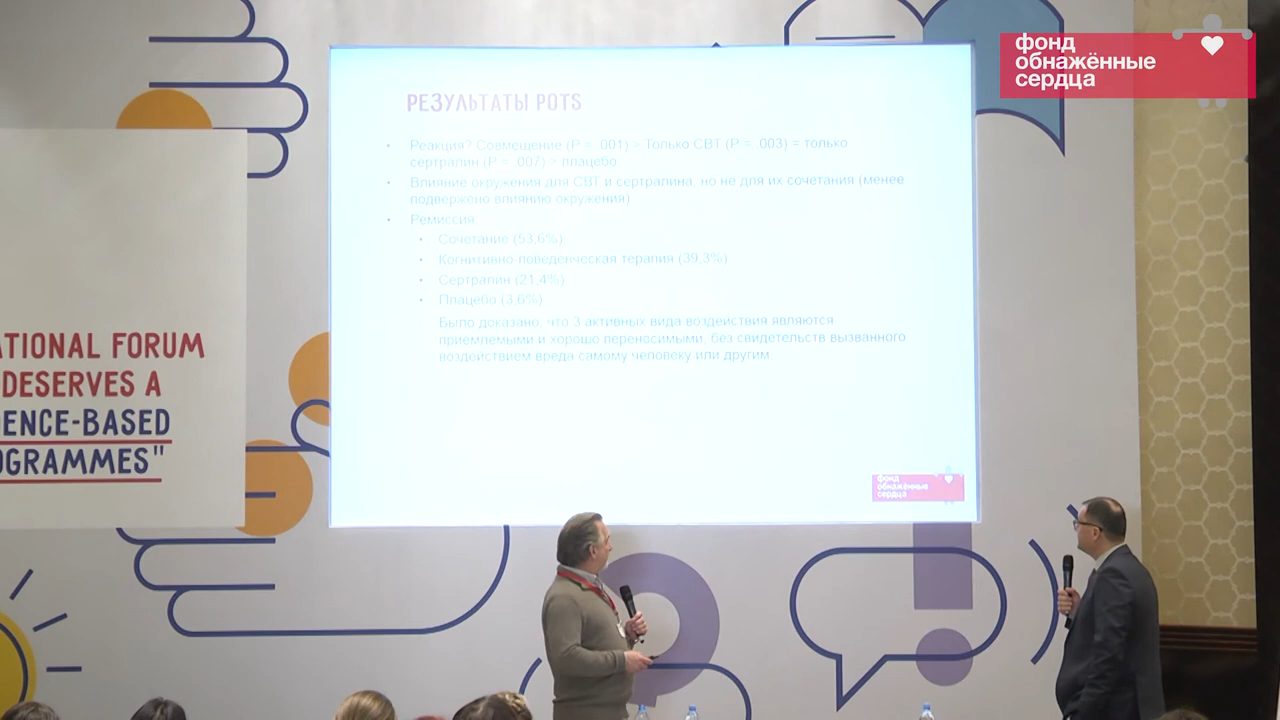 фонд
обнажённые
сердца
РЕЗУЛЬТАТЫ POTS
• Реакция? Совмещение (P = .001) > Только CBT (P = .003) = только
сертралин (P = .007) > плацебо
• Влияние окружения для CBT и сертралина, но не для их сочетания (менее
подвержено влиянию окружения)
• Ремиссия
• Сочетание (53,6%)
• Когнитивно-поведенческая терапия (39,3%)
• Сертралин (21,4%)
• Плацебо (3,6%)
Было доказано, что 3 активных вида воздействия являются
приемлемыми и хорошо переносимыми, без свидетельств вызванного
воздействием вреда самому человеку или другим
фонд
обнажённые
сердца
ATIONAL FORUM
DESERVES A
ENCE-BASED
OGRAMMES"